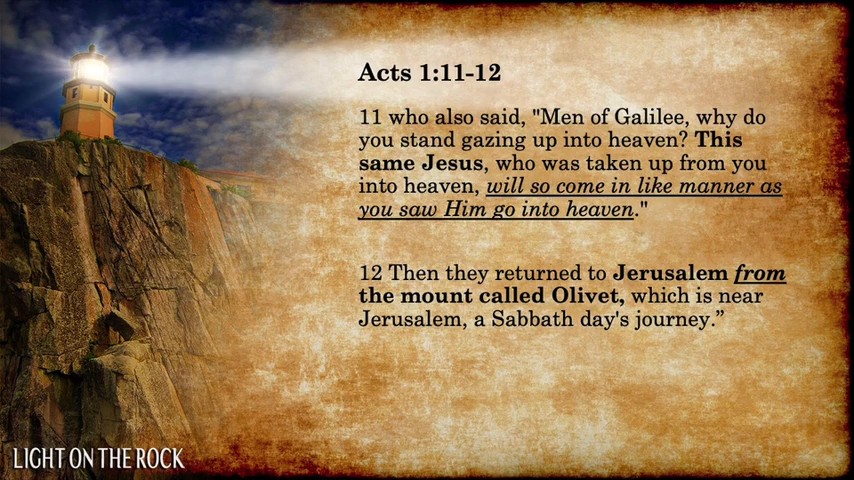 Acts 1:11-12
11 who also said, "Men of Galilee, why do
you stand gazing up into heaven? This
same Jesus, who was taken up from you
into heaven, will so come in like manner as
you saw Him go into heaven."
12 Then they returned to Jerusalem from
the mount called Olivet, which is near
Jerusalem, a Sabbath day's journey.”
LIGHT ON THE ROCK